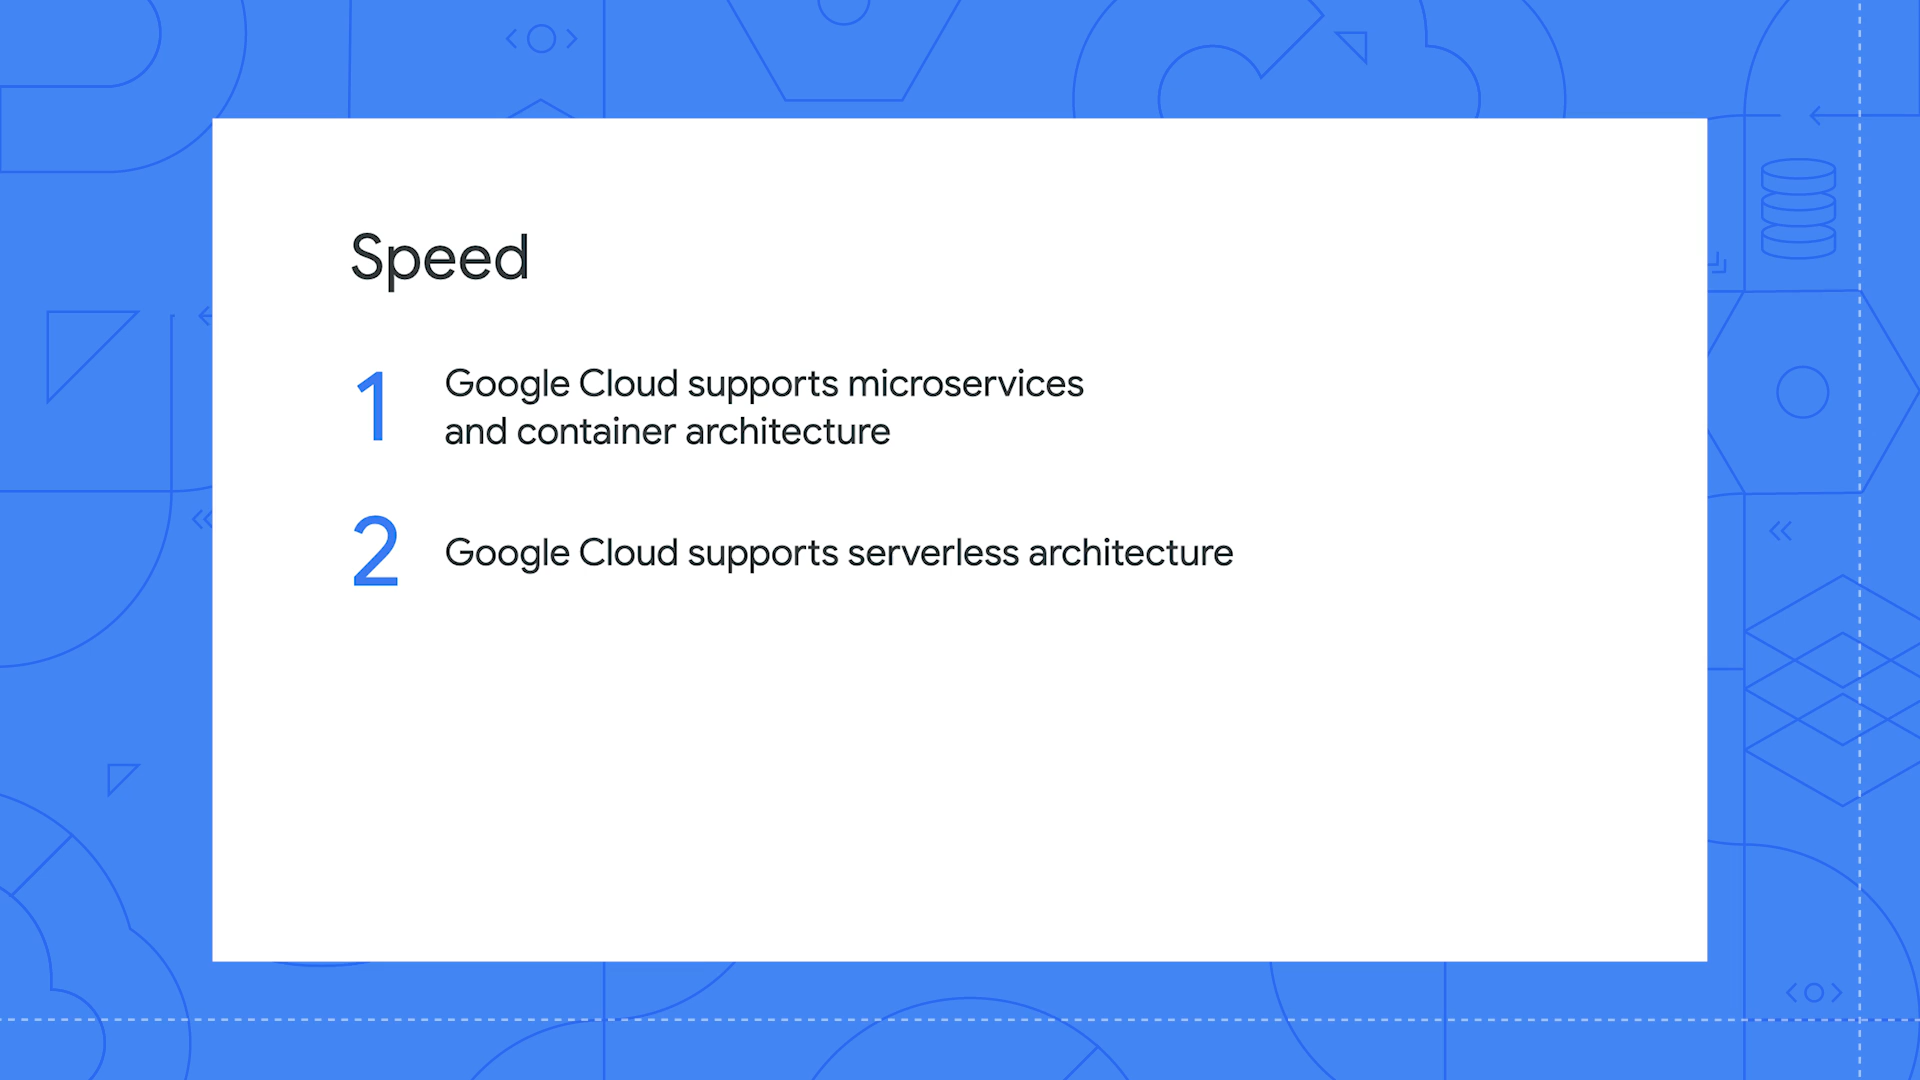 Speed
1 Google Cloud supports microservices
and container architecture
2 Google Cloud supports serverless architecture